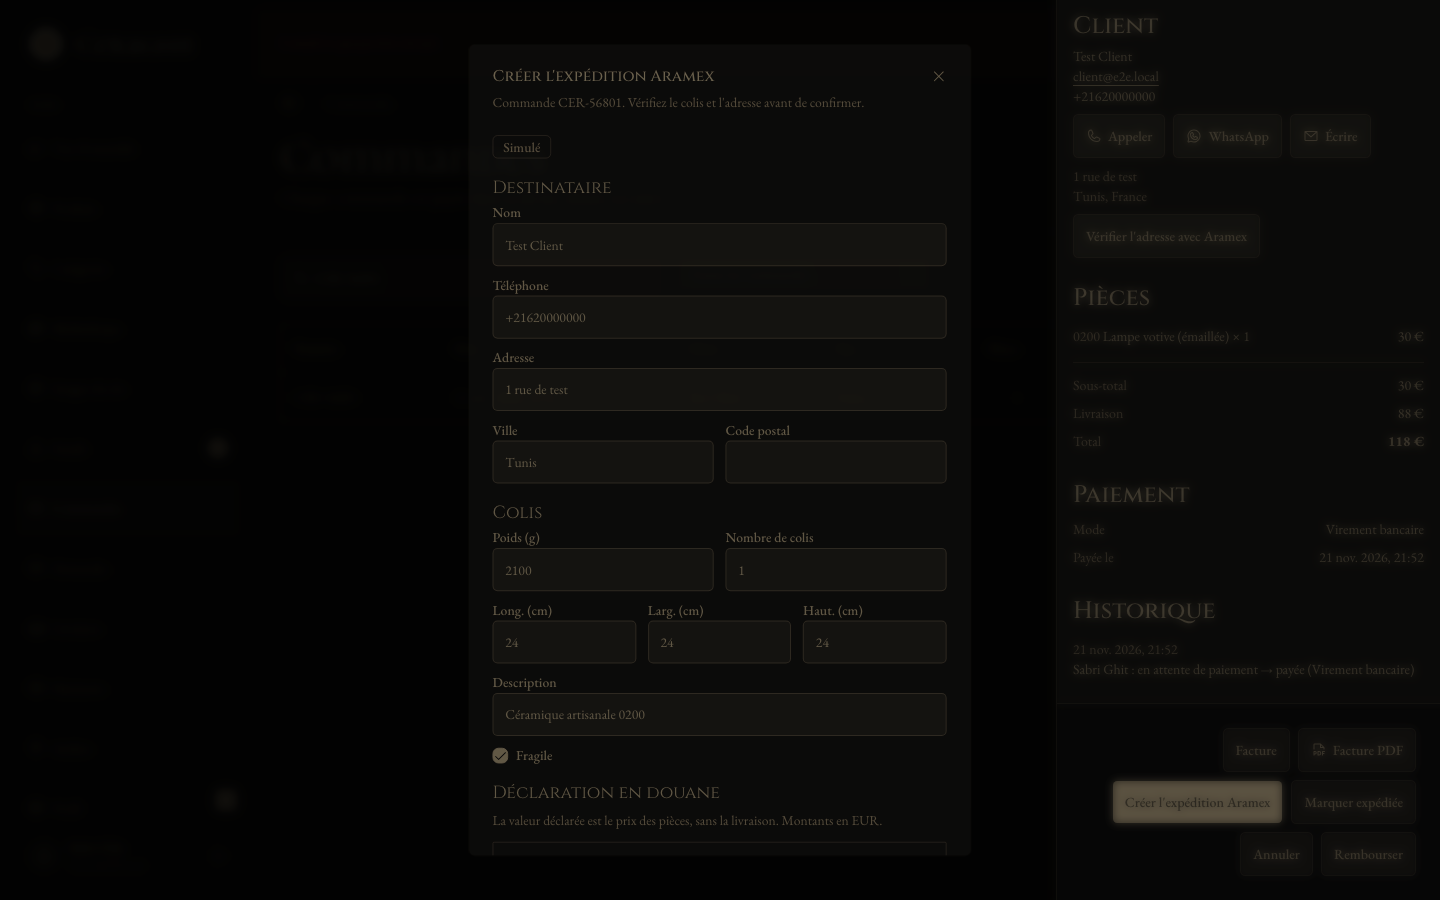 Créer l'expédition Aramex
Commande CER-56801. Vérifiez le colis et l'adresse avant de confirmer.
Simulé
Destinataire
Nom
Test Client
Téléphone
+21620000000
Adresse
1 rue de test
Ville
Code postal
Tunis
Colis
Poids (g)
Nombre de colis
2100
1
Long. (cm)
Larg. (cm)
Haut. (cm)
24
24
24
Description
Céramique artisanale 0200
Fragile
Déclaration en douane
La valeur déclarée est le prix des pièces, sans la livraison. Montants en EUR.
Client
Test Client
client@e2e.local
+21620000000
Appeler
WhatsApp
Écrire
1 rue de test
Tunis, France
Vérifier l'adresse avec Aramex
Pièces
0200 Lampe votive (émaillée) × 1 30 €
Sous-total 30 €
Livraison 88 €
Total 118 €
Paiement
Mode Virement bancaire
Payée le 21 nov. 2026, 21:52
Historique
21 nov. 2026, 21:52
Sabri Ghit : en attente de paiement → payée (Virement bancaire)
Facture
Facture PDF
Créer l'expédition Aramex
Marquer expédiée
Annuler
Rembourser